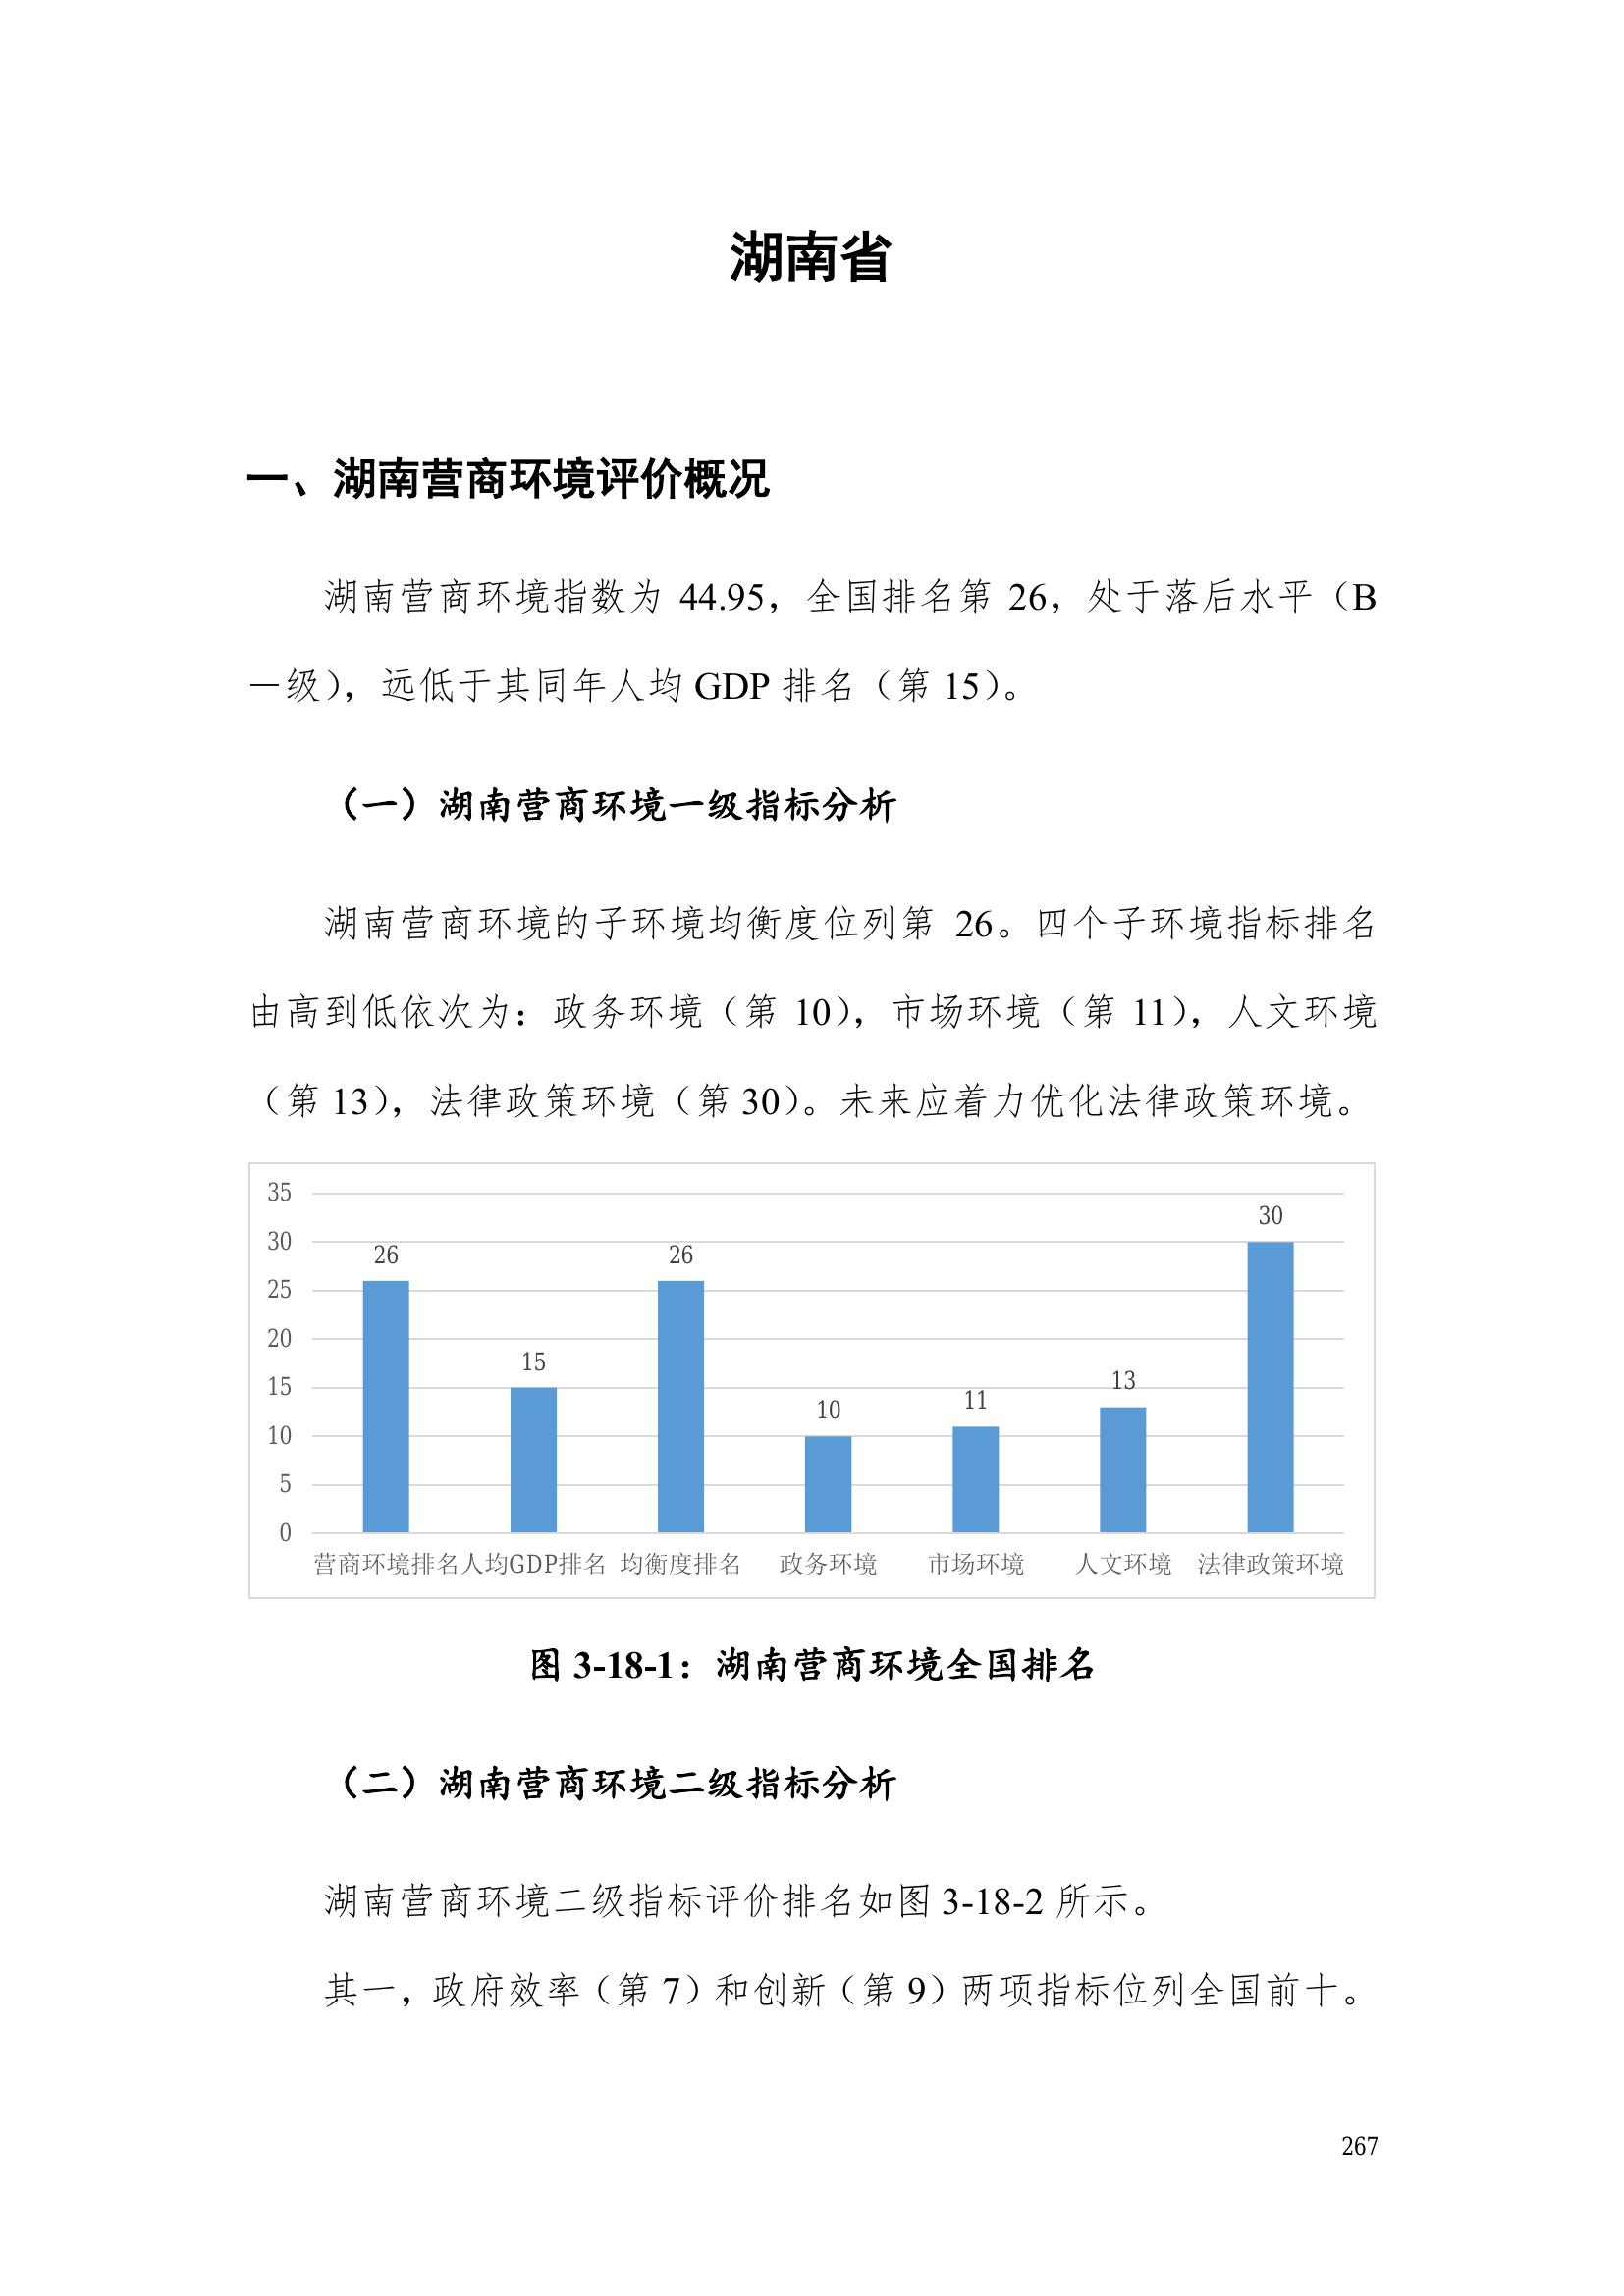 湖南省
一、湖南营商环境评价概况
湖南营商环境指数为 44.95，全国排名第 26，处于落后水平（B
－级），远低于其同年人均 GDP 排名（第 15）。
（一）湖南营商环境一级指标分析
湖南营商环境的子环境均衡度位列第 26。四个子环境指标排名
由高到低依次为：政务环境（第 10），市场环境（第 11），人文环境
（第 13），法律政策环境（第 30）。未来应着力优化法律政策环境。
35
30
25
20
15
10
5
0
26
15
26
10
11
13
30
营商环境排名 人均GDP排名 均衡度排名 政务环境 市场环境 人文环境 法律政策环境
图 3-18-1：湖南营商环境全国排名
（二）湖南营商环境二级指标分析
湖南营商环境二级指标评价排名如图 3-18-2 所示。
其一，政府效率（第 7）和创新（第 9）两项指标位列全国前十。
267